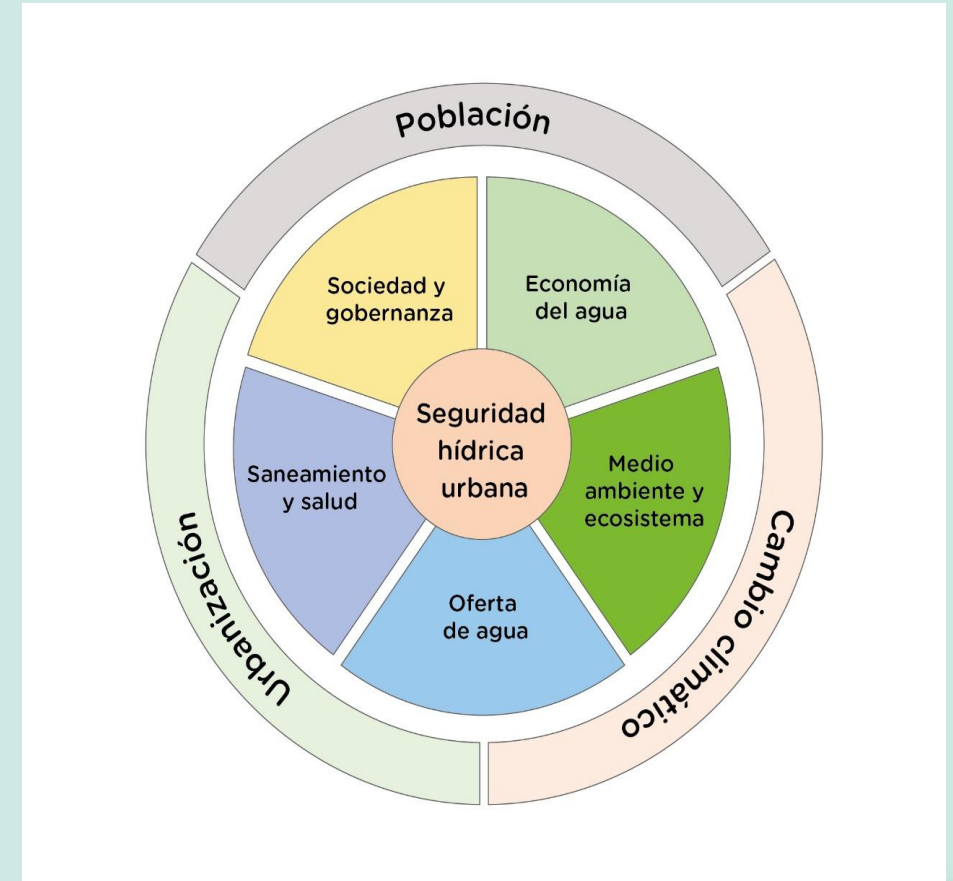 Población
Sociedad y
gobernanza
Economía
del agua
Seguridad
hídrica
urbana
Saneamiento
y salud
Medio
ambiente y
ecosistema
Oferta
de agua
Urbanización
Cambio climático